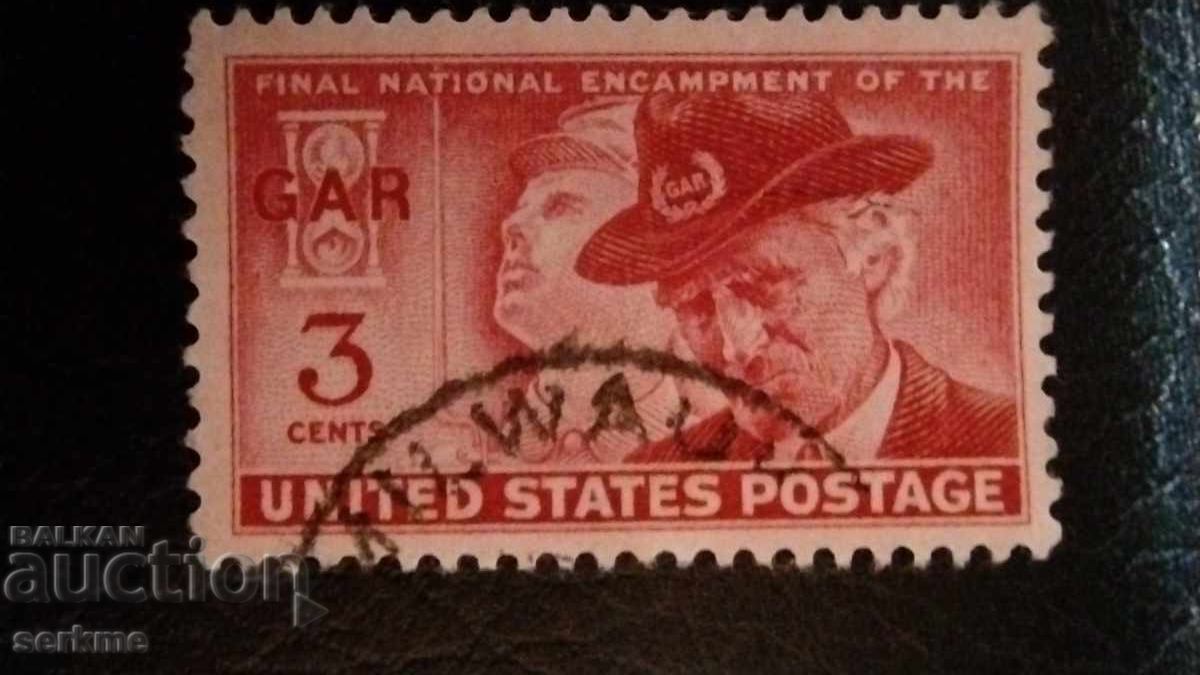 FINAL NATIONAL ENCAMPMENT OF THE
GAR
GAR
3
CENTS
UNITED STATES POSTAGE
BALKAN
auction
serkme